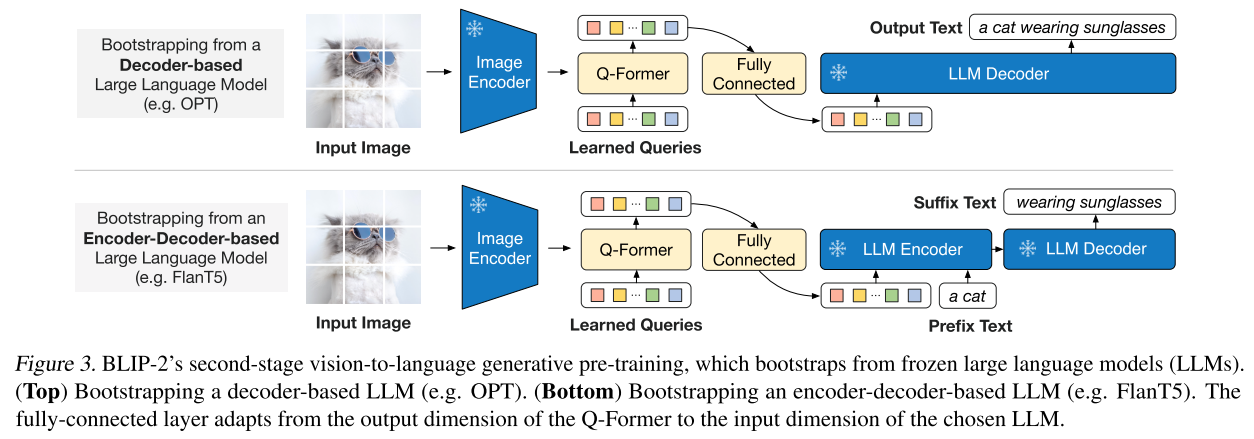 Bootstrapping from a
Decoder-based
Large Language Model
(e.g. OPT)
Input Image
Image
Encoder
Q-Former
Learned Queries
Fully
Connected
Output Text
a cat wearing sunglasses
LLM Decoder
Bootstrapping from an
Encoder-Decoder-based
Large Language Model
(e.g. FlanT5)
Input Image
Image
Encoder
Q-Former
Learned Queries
Fully
Connected
Suffix Text
wearing sunglasses
LLM Encoder
LLM Decoder
a cat
Prefix Text
Figure 3. BLIP-2's second-stage vision-to-language generative pre-training, which bootstraps from frozen large language models (LLMs).
(Top) Bootstrapping a decoder-based LLM (e.g. OPT). (Bottom) Bootstrapping an encoder-decoder-based LLM (e.g. FlanT5). The
fully-connected layer adapts from the output dimension of the Q-Former to the input dimension of the chosen LLM.